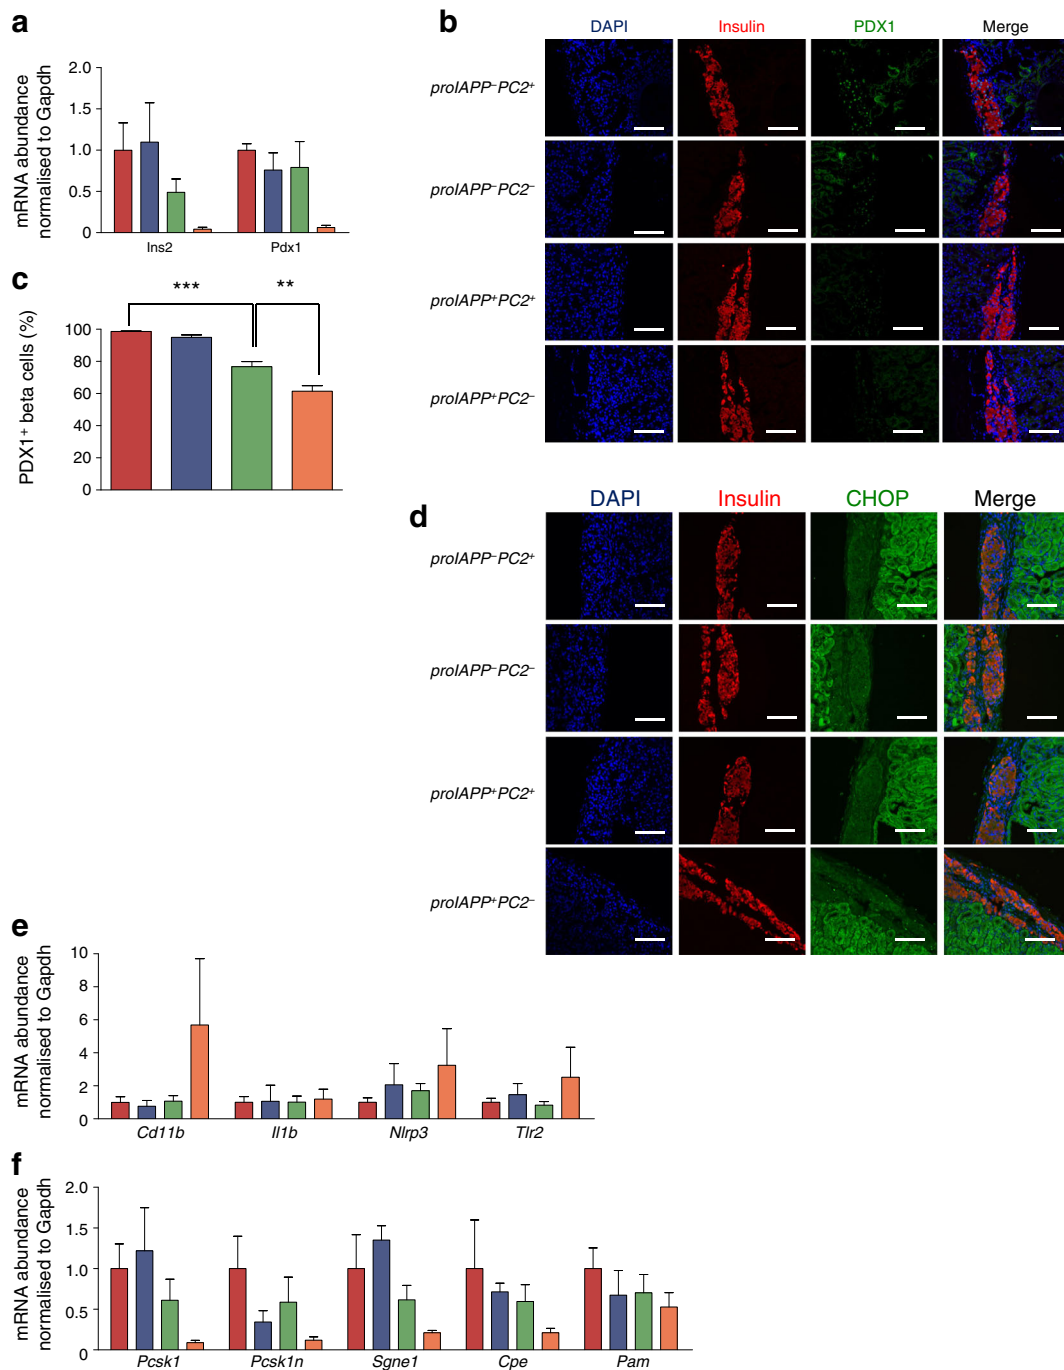 a
mRNA abundance
normalised to Gapdh
2.0
1.5
1.0
0.5
0
Ins2 Pdx1
b
DAPI Insulin PDX1 Merge
proIAPP⁻PC2⁺
proIAPP⁻PC2⁻
proIAPP⁺PC2⁺
proIAPP⁺PC2⁻
c
PDX1⁺ beta cells (%)
*** **
100
80
60
40
20
0
d
DAPI Insulin CHOP Merge
proIAPP⁻PC2⁺
proIAPP⁻PC2⁻
proIAPP⁺PC2⁺
proIAPP⁺PC2⁻
e
mRNA abundance
normalised to Gapdh
10
8
6
4
2
0
Cd11b Il1b Nlrp3 Tlr2
f
mRNA abundance
normalised to Gapdh
2.0
1.5
1.0
0.5
0
Pcsk1 Pcsk1n Sgne1 Cpe Pam